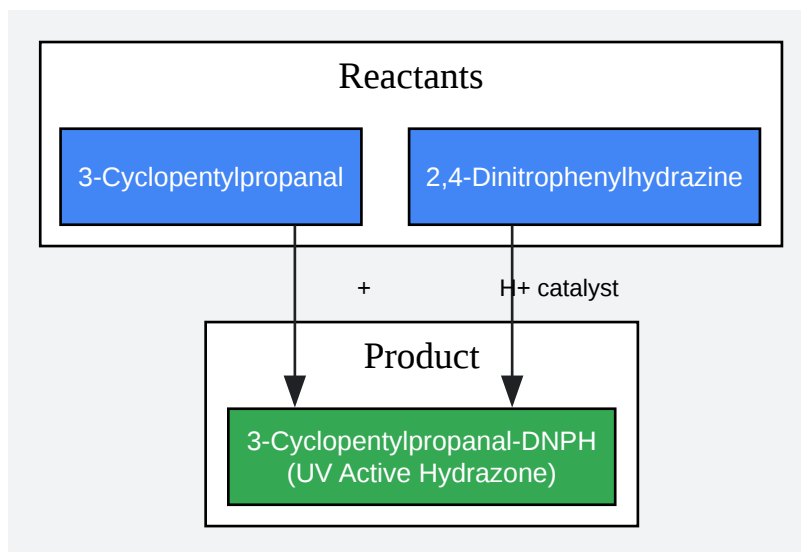 Reactants
3-Cyclopentylpropanal
2,4-Dinitrophenylhydrazine
+
H+ catalyst
Product
3-Cyclopentylpropanal-DNPH
(UV Active Hydrazone)